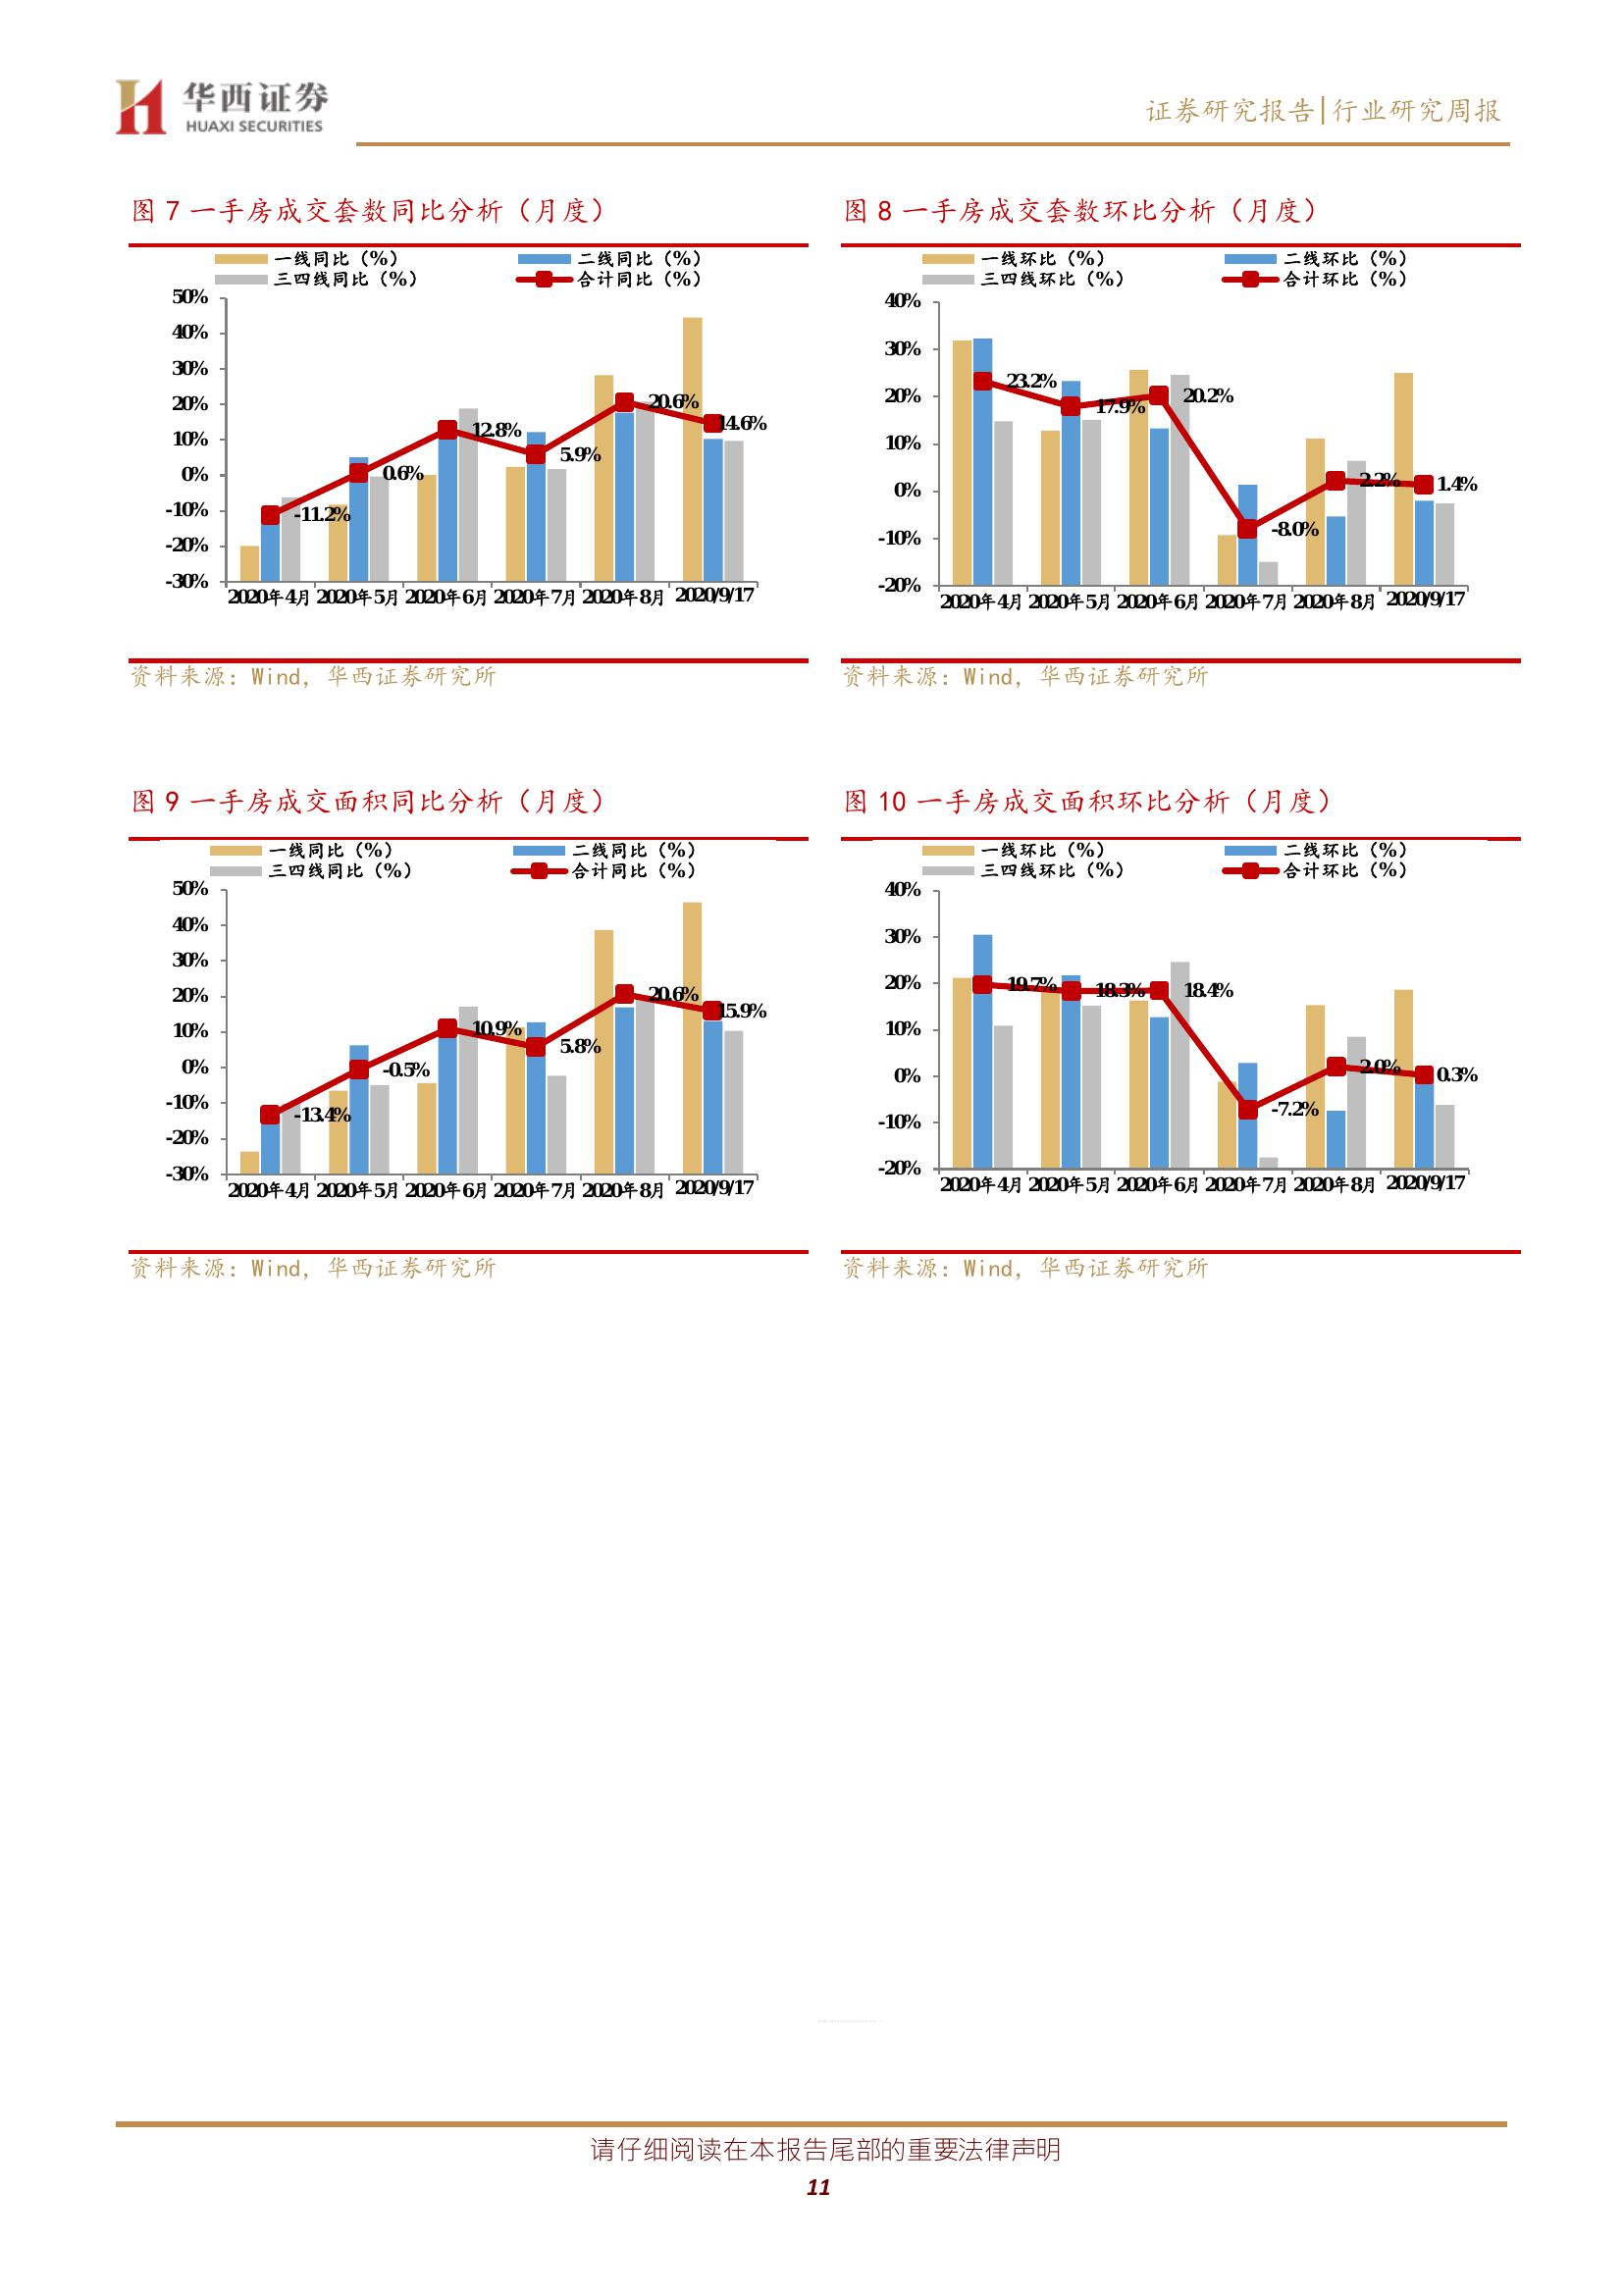 华西证券
HUAXI SECURITIES
证券研究报告|行业研究周报
图 7 一手房成交套数同比分析（月度）
一线同比（%） 二线同比（%）
三四线同比（%） 合计同比（%）
50%
40%
30%
20%
10%
0%
-10%
-20%
-30%
-11.2% 0.6% 12.8% 5.9% 20.6% 14.6%
2020年4月 2020年5月 2020年6月 2020年7月 2020年8月 2020/9/17
资料来源：Wind，华西证券研究所
图 8 一手房成交套数环比分析（月度）
一线环比（%） 二线环比（%）
三四线环比（%） 合计环比（%）
40%
30%
20%
10%
0%
-10%
-20%
23.2% 17.9% 20.2% -8.0% 2.2% 1.4%
2020年4月 2020年5月 2020年6月 2020年7月 2020年8月 2020/9/17
资料来源：Wind，华西证券研究所
图 9 一手房成交面积同比分析（月度）
一线同比（%） 二线同比（%）
三四线同比（%） 合计同比（%）
50%
40%
30%
20%
10%
0%
-10%
-20%
-30%
-13.4% -0.5% 10.9% 5.8% 20.6% 15.9%
2020年4月 2020年5月 2020年6月 2020年7月 2020年8月 2020/9/17
资料来源：Wind，华西证券研究所
图 10 一手房成交面积环比分析（月度）
一线环比（%） 二线环比（%）
三四线环比（%） 合计环比（%）
40%
30%
20%
10%
0%
-10%
-20%
19.7% 18.3% 18.4% -7.2% 2.0% 0.3%
2020年4月 2020年5月 2020年6月 2020年7月 2020年8月 2020/9/17
资料来源：Wind，华西证券研究所
请仔细阅读在本报告尾部的重要法律声明
11